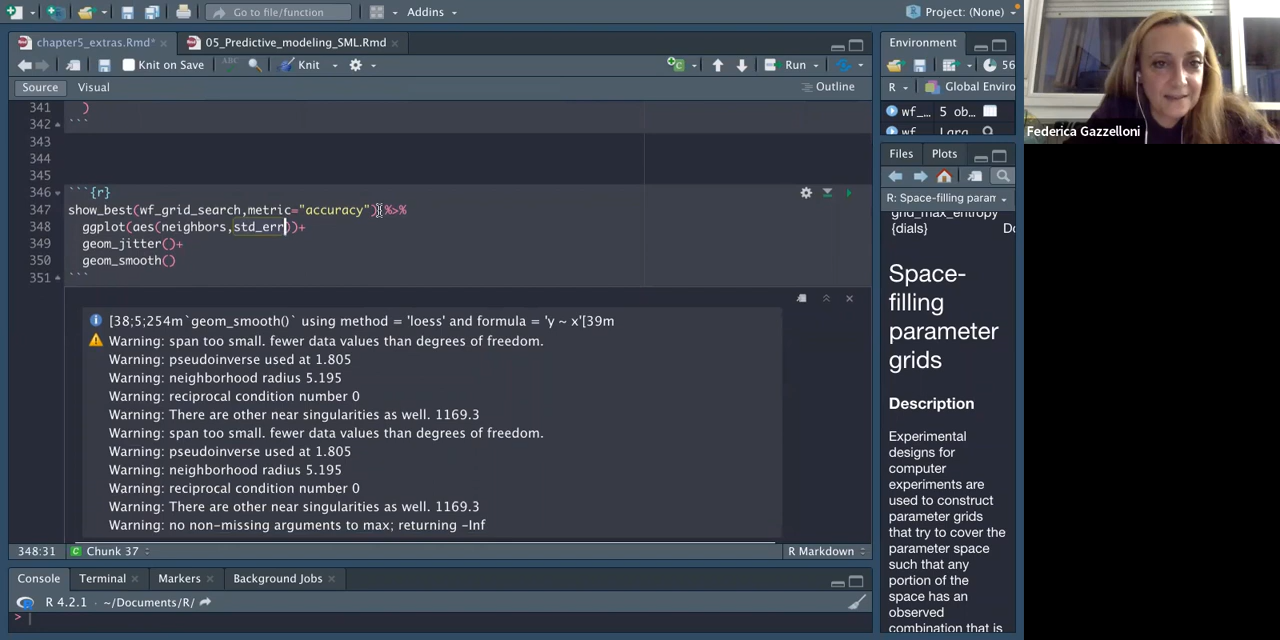 Go to file/function
Addins
Project: (None)
chapter5_extras.Rmd*
05_Predictive_modeling_SML.Rmd
Knit on Save
ABC
Knit
Run
Source
Visual
Outline
341 )
342 ```
343
344
345
346 ```{r}
347 show_best(wf_grid_search,metric="accuracy") %>%
348 ggplot(aes(neighbors,std_err))+
349 geom_jitter()+
350 geom_smooth()
351 ```
[38;5;254m`geom_smooth()` using method = 'loess' and formula = 'y ~ x'[39m
Warning: span too small. fewer data values than degrees of freedom.
Warning: pseudoinverse used at 1.805
Warning: neighborhood radius 5.195
Warning: reciprocal condition number 0
Warning: There are other near singularities as well. 1169.3
Warning: span too small. fewer data values than degrees of freedom.
Warning: pseudoinverse used at 1.805
Warning: neighborhood radius 5.195
Warning: reciprocal condition number 0
Warning: There are other near singularities as well. 1169.3
Warning: no non-missing arguments to max; returning -Inf
348:31
Chunk 37
R Markdown
Console
Terminal
Markers
Background Jobs
R 4.2.1 · ~/Documents/R/
>
Environment
56
R
Global Enviro
wf_... 5 ob...
wf
Files
Plots
R: Space-filling param
grid_max_entropy
{dials}
Do
Space-
filling
parameter
grids
Description
Experimental
designs for
computer
experiments are
used to construct
parameter grids
that try to cover the
parameter space
such that any
portion of the
space has an
observed
combination that is
Federica Gazzelloni